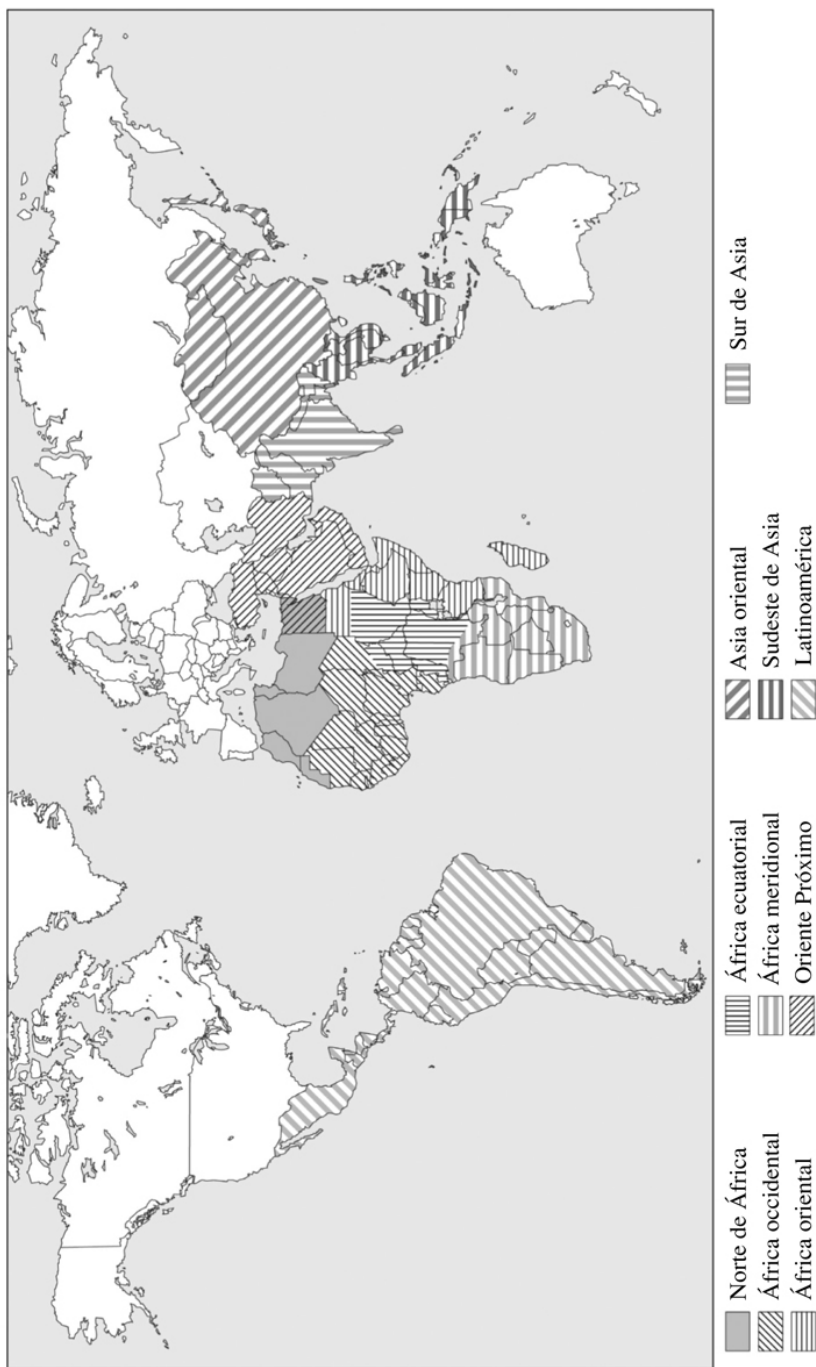 Norte de África
África occidental
África oriental
África ecuatorial
África meridional
Oriente Próximo
Asia oriental
Sudeste de Asia
Latinoamérica
Sur de Asia